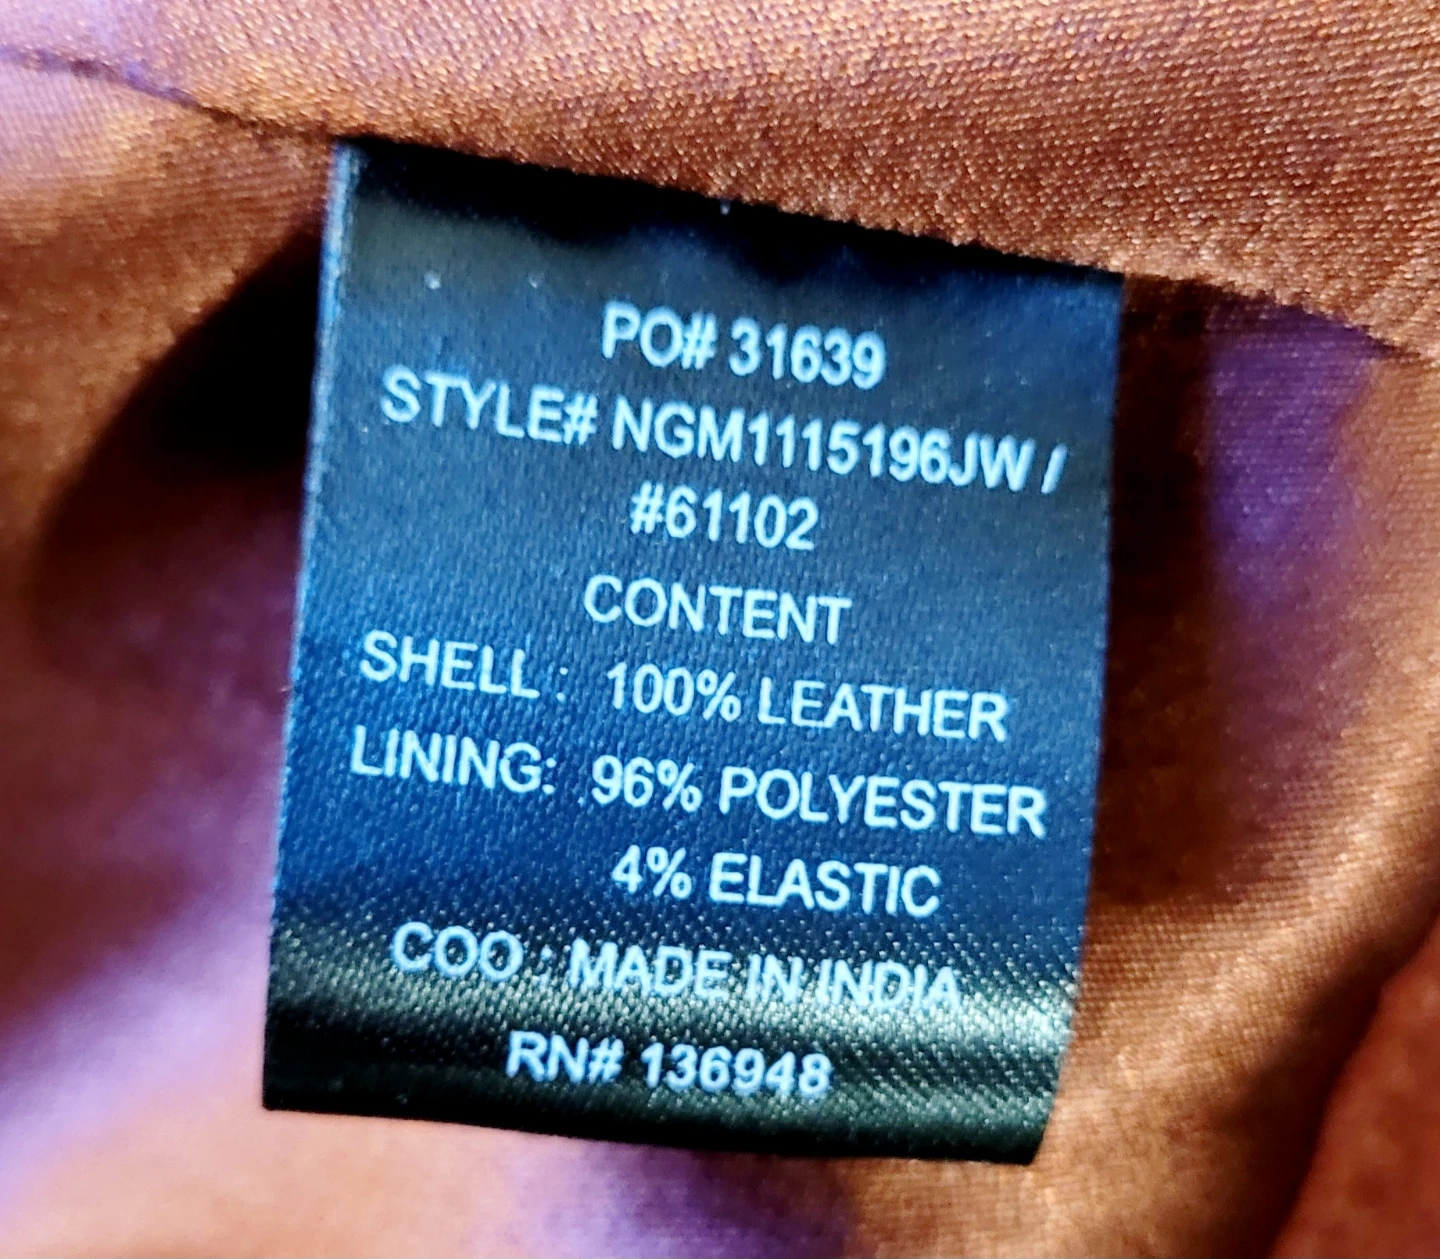 PO# 31639
STYLE# NGM1115196JW /
#61102
CONTENT
SHELL : 100% LEATHER
LINING: 96% POLYESTER
4% ELASTIC
COO : MADE IN INDIA
RN# 136948